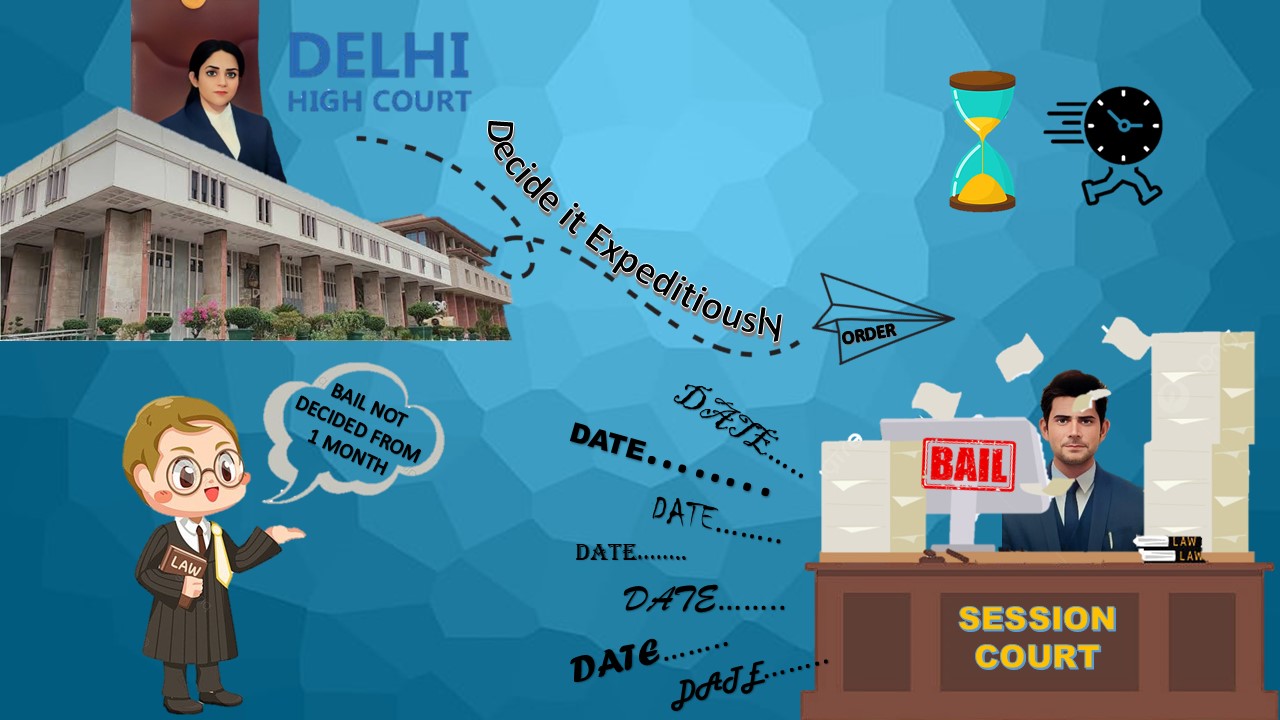 DELHI
HIGH COURT
Decide it Expeditiously
ORDER
BAIL NOT
DECIDED FROM
1 MONTH
LAW
DATE.....
DATE........
DATE........
DATE........
DATE........
DATE........
DATE........
BAIL
LAW
LAW
SESSION
COURT